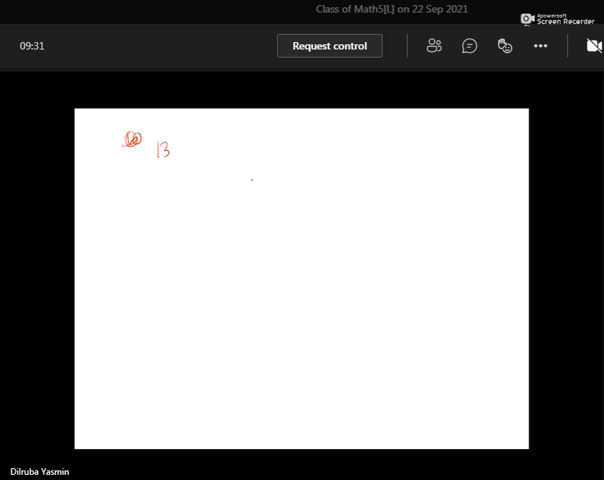 Class of Math5[L] on 22 Sep 2021
Apowersoft
Screen Recorder
09:31
Request control
13
Dilruba Yasmin